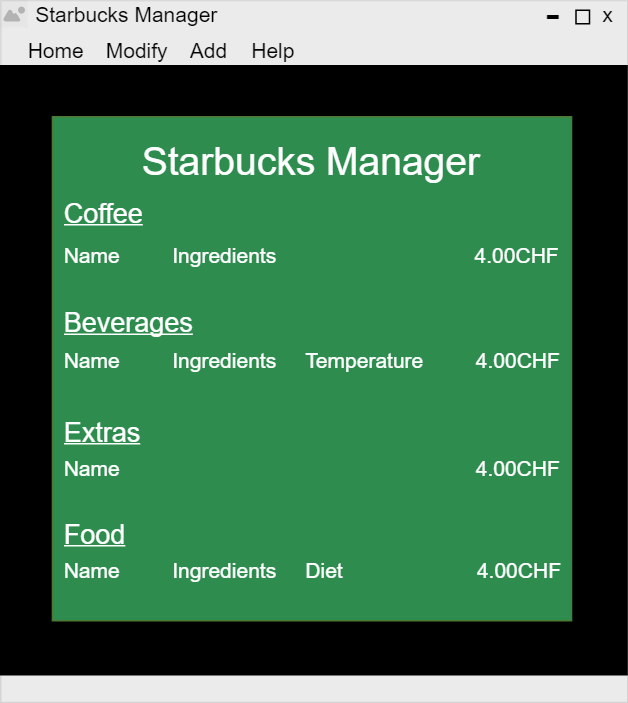 Starbucks Manager
x
Home Modify Add Help
Starbucks Manager
Coffee
Name Ingredients 4.00CHF
Beverages
Name Ingredients Temperature 4.00CHF
Extras
Name 4.00CHF
Food
Name Ingredients Diet 4.00CHF